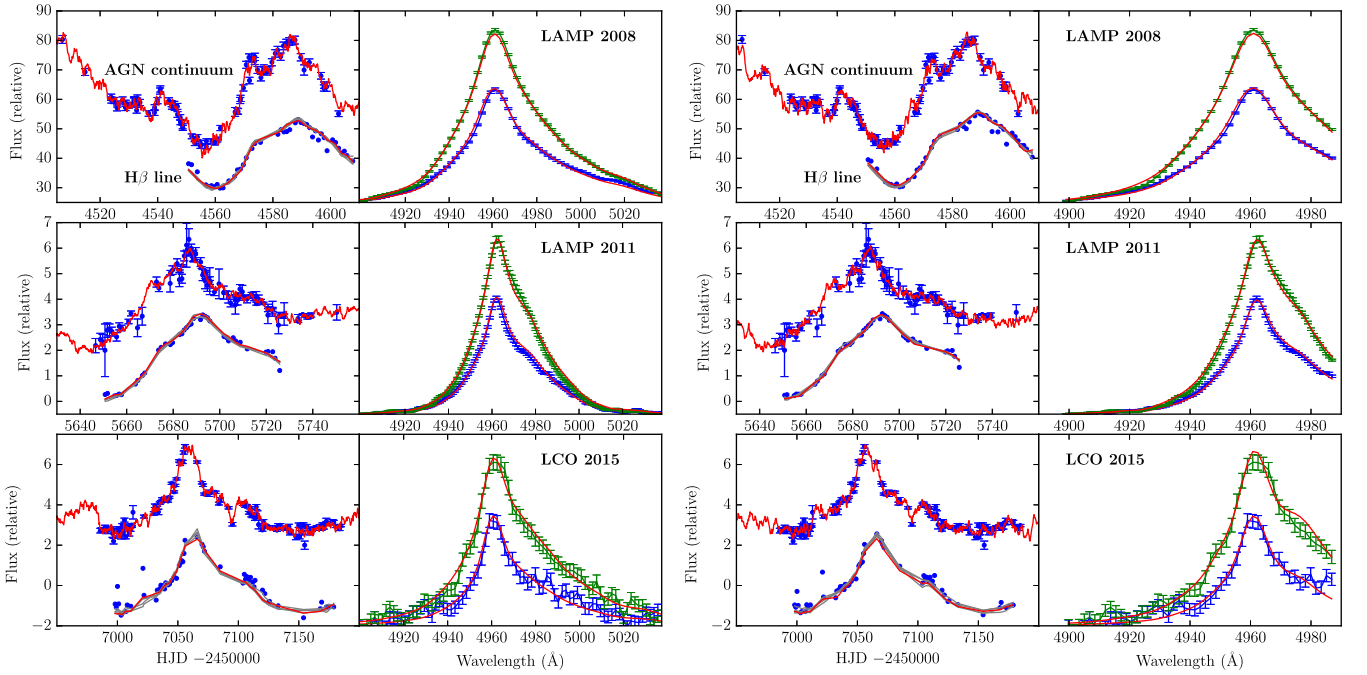 90
80
70
60
50
40
30
Flux (relative)
AGN continuum
Hβ line
4520 4540 4560 4580 4600
LAMP 2008
4920 4940 4960 4980 5000 5020
AGN continuum
Hβ line
Flux (relative)
90
80
70
60
50
40
30
4520 4540 4560 4580 4600
LAMP 2008
4900 4920 4940 4960 4980
7
6
5
4
3
2
1
0
Flux (relative)
5640 5660 5680 5700 5720 5740
LAMP 2011
4920 4940 4960 4980 5000 5020
7
6
5
4
3
2
1
0
Flux (relative)
5640 5660 5680 5700 5720 5740
LAMP 2011
4900 4920 4940 4960 4980
6
4
2
0
−2
Flux (relative)
7000 7050 7100 7150
HJD −2450000
LCO 2015
4920 4940 4960 4980 5000 5020
Wavelength (Å)
6
4
2
0
−2
Flux (relative)
7000 7050 7100 7150
HJD −2450000
LCO 2015
4900 4920 4940 4960 4980
Wavelength (Å)